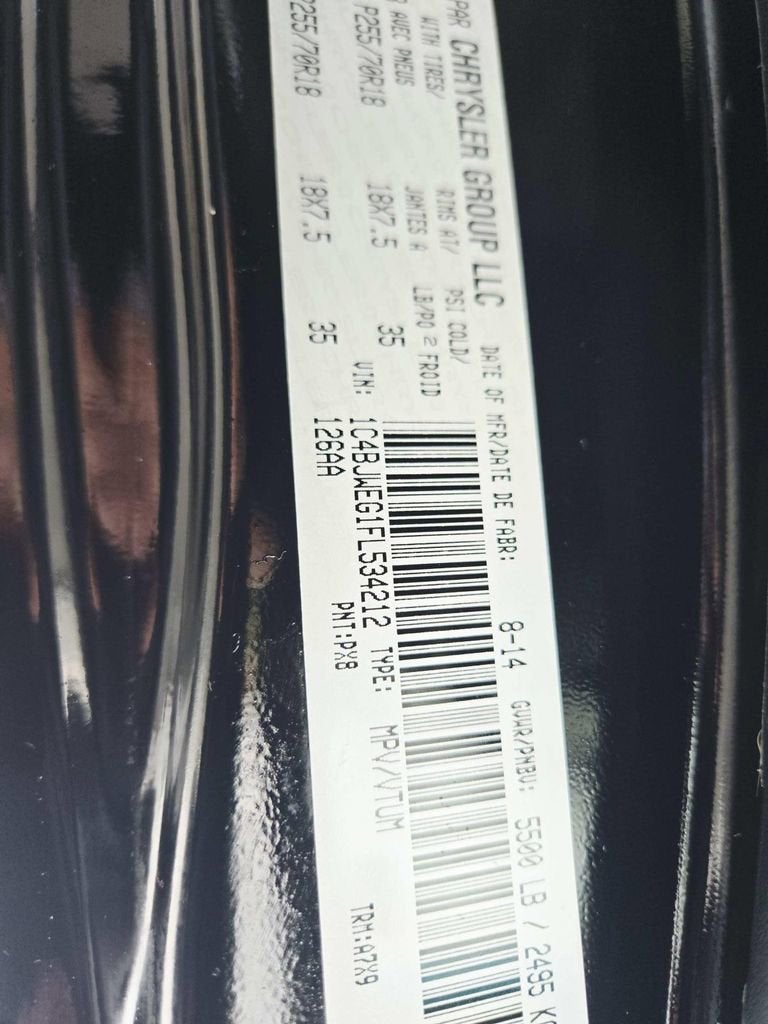 PAR CHRYSLER GROUP LLC
DATE OF MFR/DATE DE FABR: 8-14 GVWR/PNBV: 5500 LB / 2495
WITH TIRES/ RIMS AT/ PSI COLD/
AVEC PNEUS JANTES A LB/PO 2 FROID
P255/70R18 18X7.5 35
P255/70R18 18X7.5 35
VIN: 1C4BJWEG1FL534212 TYPE: MPV/VTUM
126AA PNT:PX8 TRM:A7X9